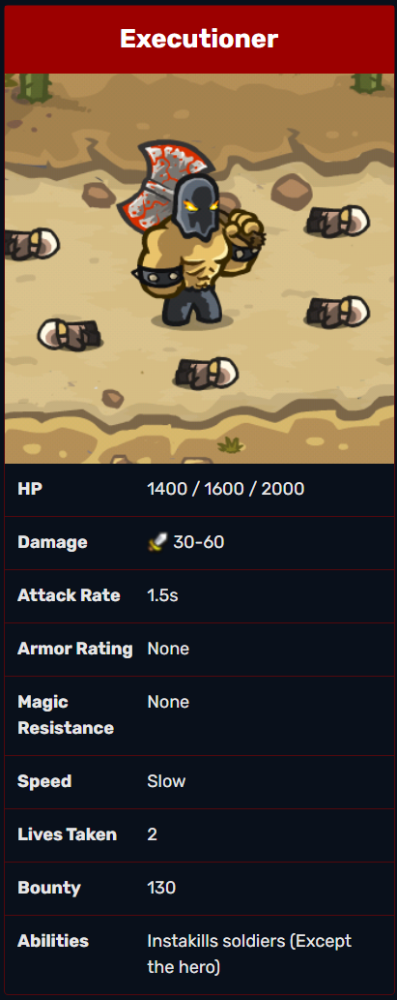 Executioner
HP 1400 / 1600 / 2000
Damage 30-60
Attack Rate 1.5s
Armor Rating None
Magic Resistance None
Speed Slow
Lives Taken 2
Bounty 130
Abilities Instakills soldiers (Except
the hero)